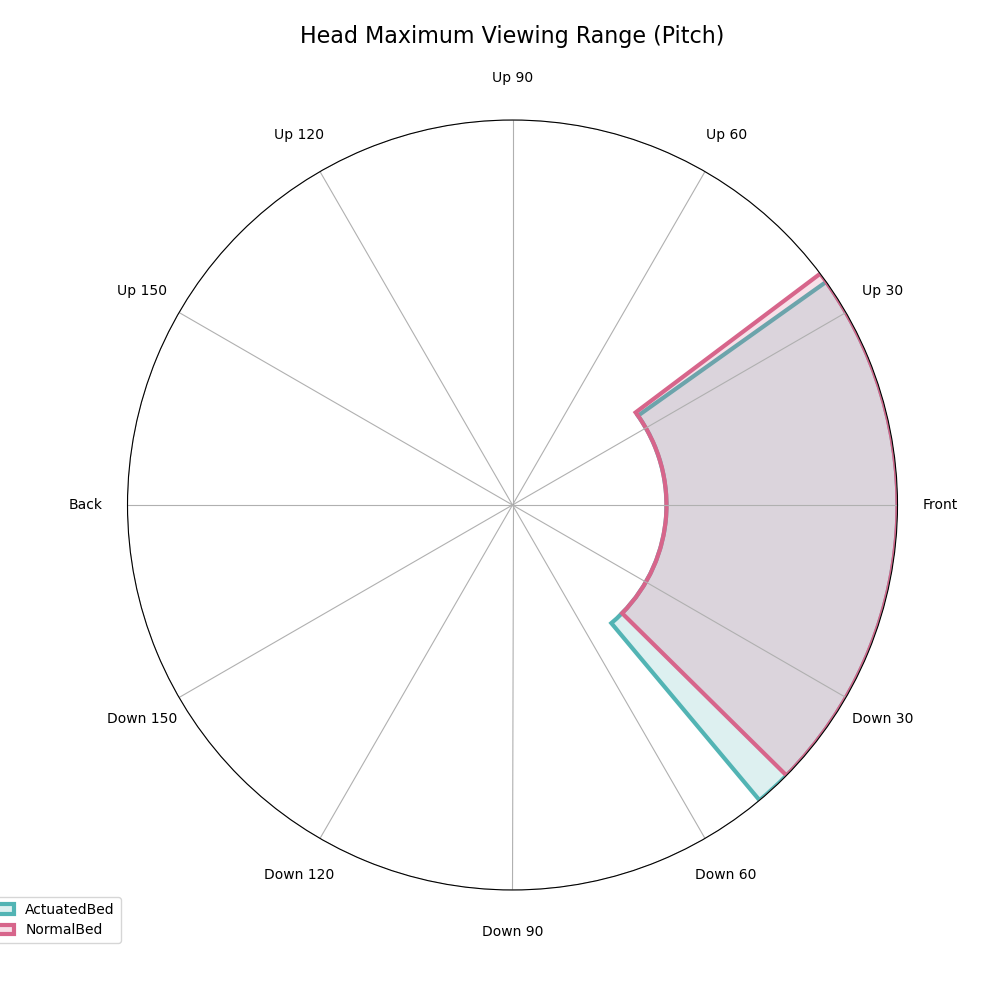 Head Maximum Viewing Range (Pitch)
Up 90
Up 120
Up 60
Up 150
Up 30
Back
Front
Down 150
Down 30
Down 120
Down 60
Down 90
ActuatedBed
NormalBed